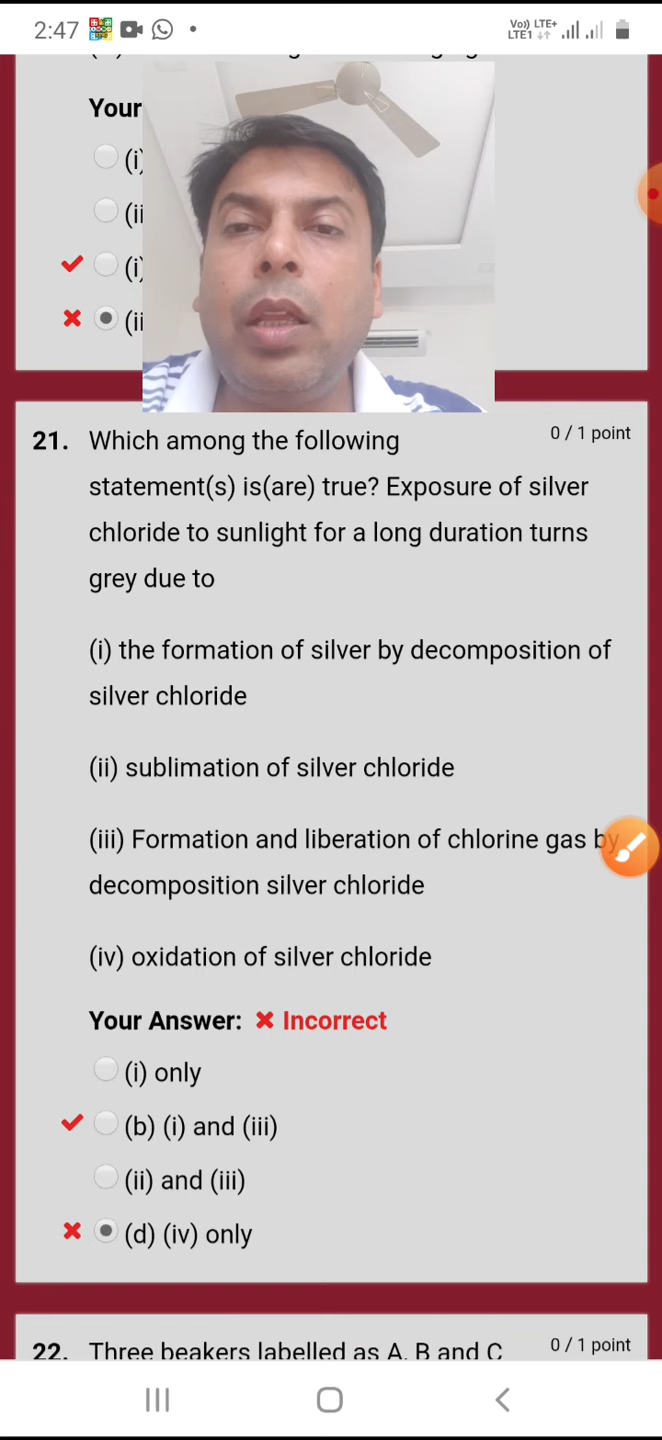 2:47
Vo)) LTE+
LTE1
Your
(i)
(ii
(i)
(ii
21. Which among the following 0 / 1 point
statement(s) is(are) true? Exposure of silver
chloride to sunlight for a long duration turns
grey due to
(i) the formation of silver by decomposition of
silver chloride
(ii) sublimation of silver chloride
(iii) Formation and liberation of chlorine gas by
decomposition silver chloride
(iv) oxidation of silver chloride
Your Answer: Incorrect
(i) only
(b) (i) and (iii)
(ii) and (iii)
(d) (iv) only
22. Three beakers labelled as A, B and C 0 / 1 point